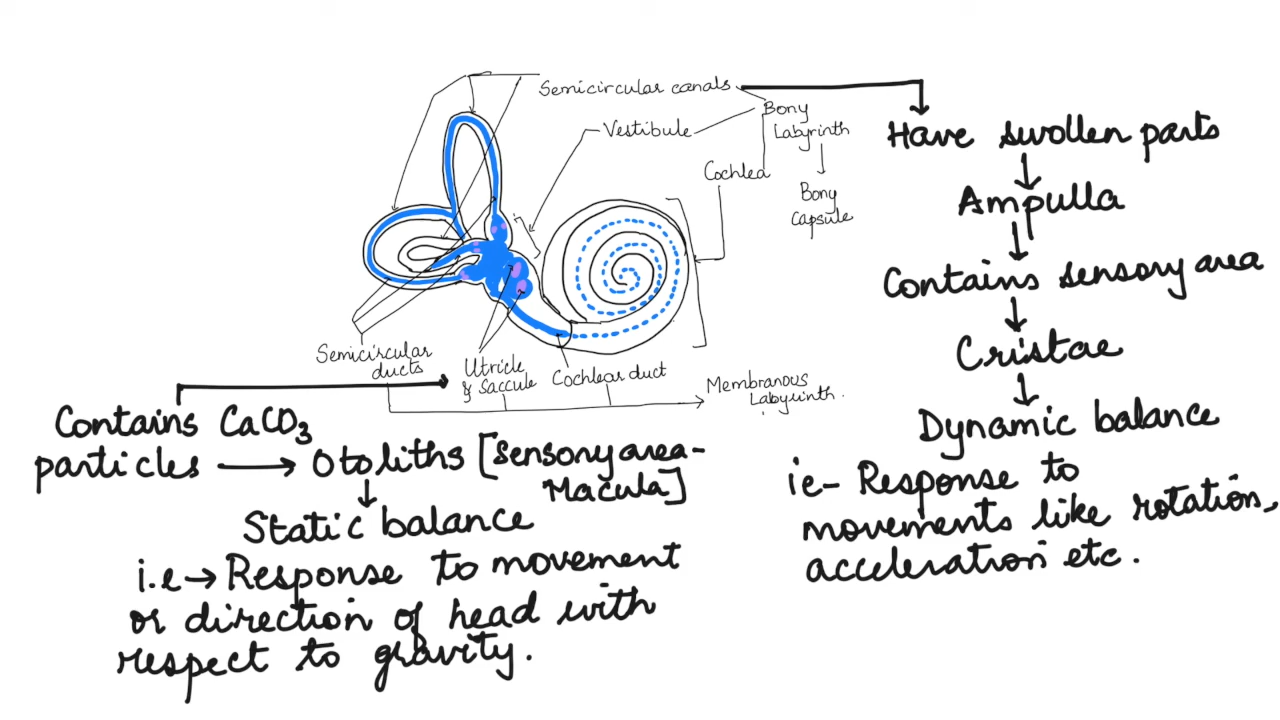 Semicircular canals
Vestibule
Bony
Labyrinth
Cochlea
Bony
Capsule
Have swollen parts
Ampulla
Contains sensory area
Cristae
Dynamic balance
ie- Response to
movements like rotation,
acceleration etc.
Semicircular
ducts
Utricle
& Saccule
Cochlear duct
Membranous
Labyrinth.
Contains CaCO3
particles → Otoliths [Sensory area-
Macula]
Static balance
i.e → Response to movement
or direction of head with
respect to gravity.